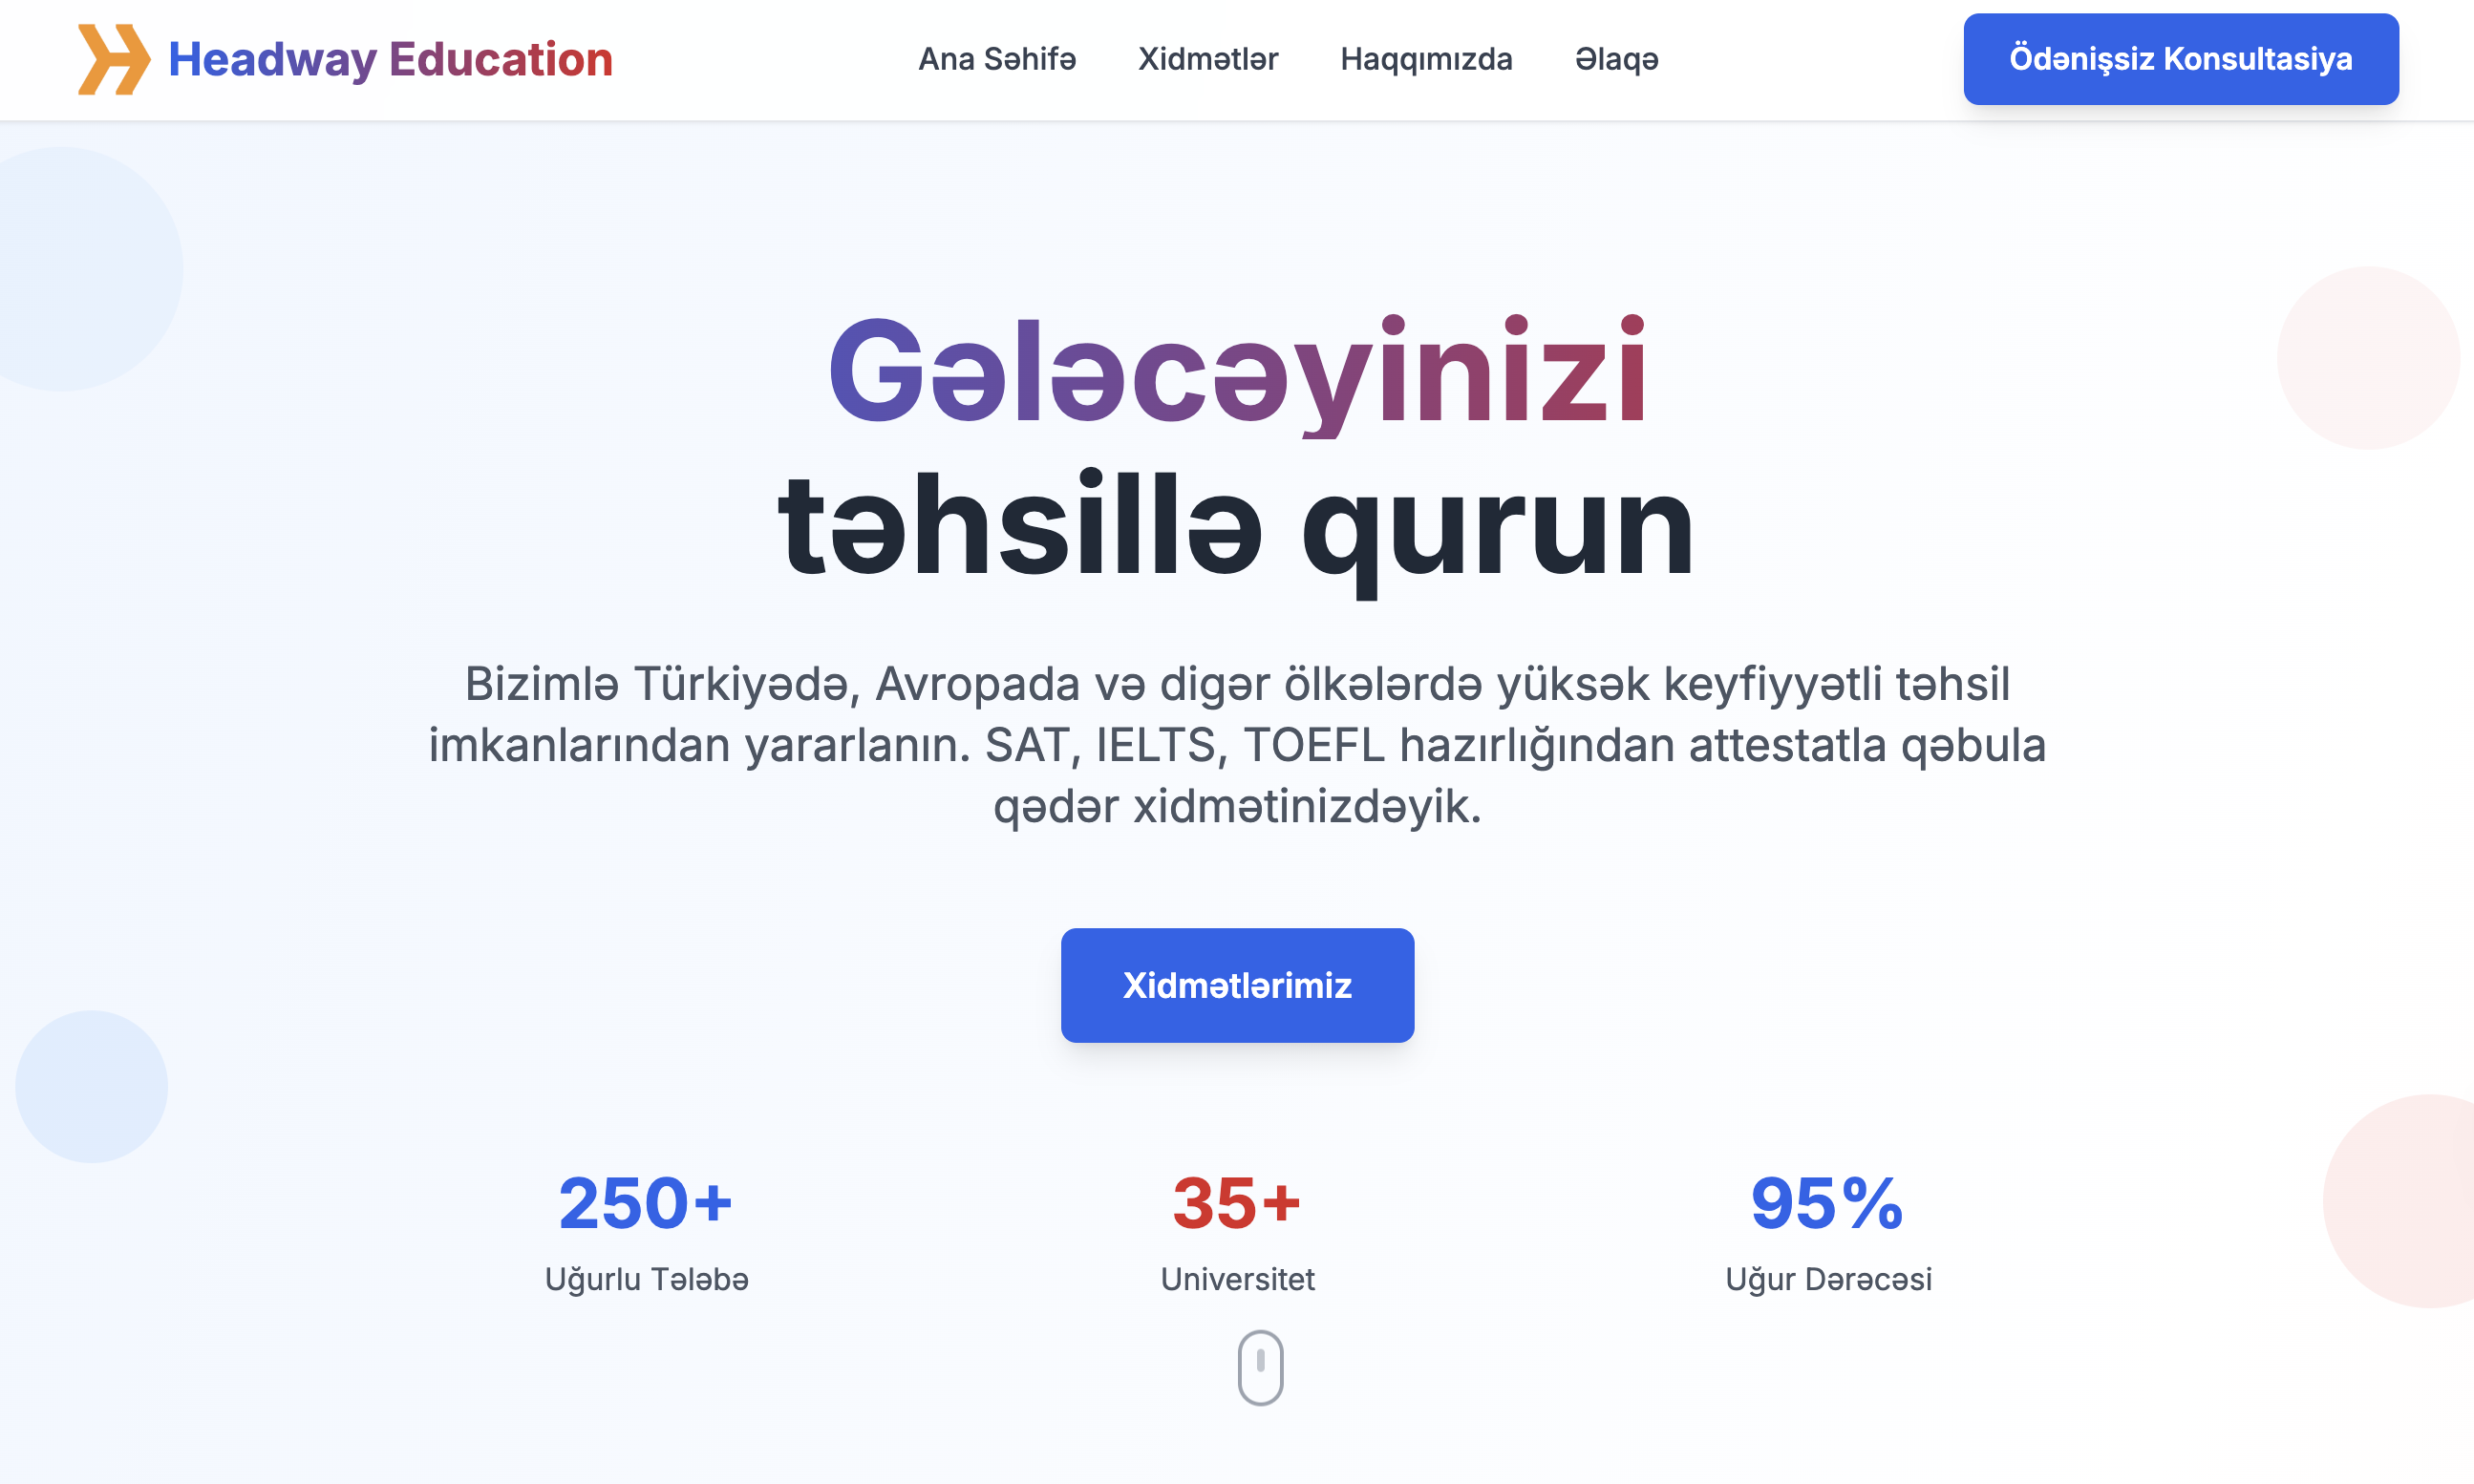 Headway Education
Ana Səhifə
Xidmətlər
Haqqımızda
Əlaqə
Ödənişsiz Konsultasiya
Gələcəyinizi
təhsillə qurun
Bizimlə Türkiyədə, Avropada və digər ölkələrdə yüksək keyfiyyətli təhsil
imkanlarından yararlanın. SAT, IELTS, TOEFL hazırlığından attestatla qəbula
qədər xidmətinizdəyik.
Xidmətlərimiz
250+
Uğurlu Tələbə
35+
Universitet
95%
Uğur Dərəcəsi